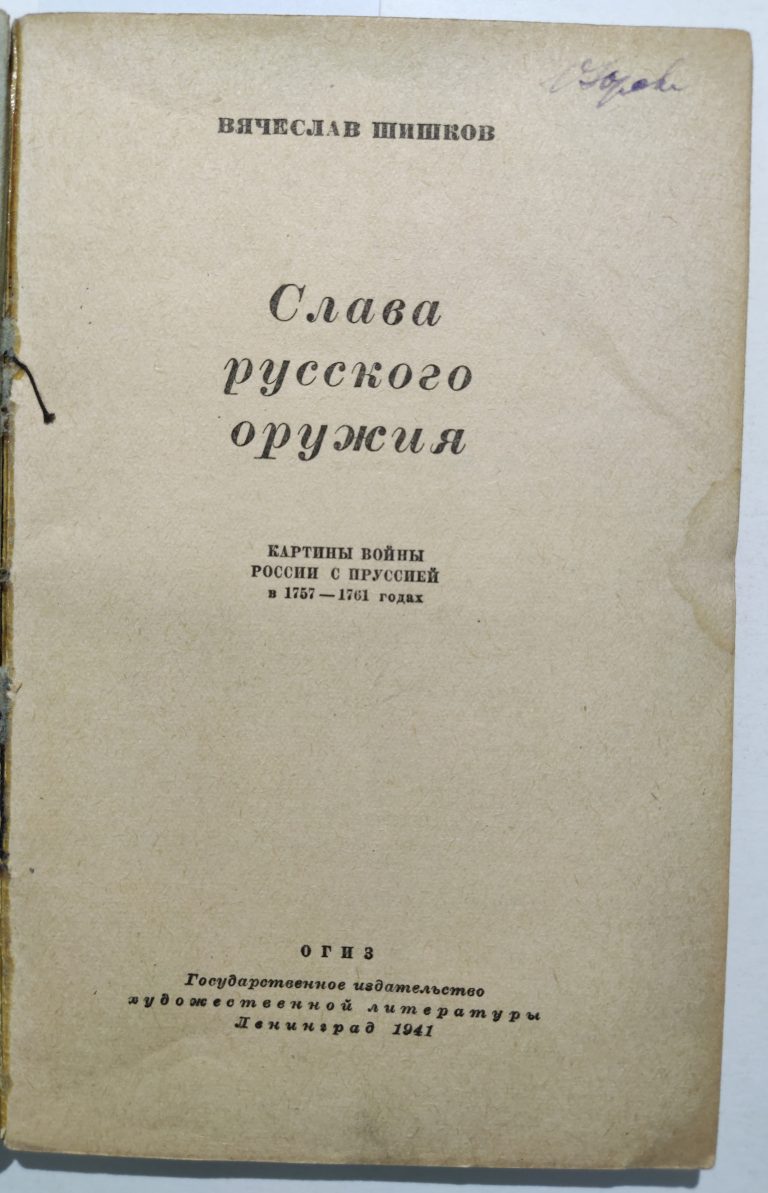 ВЯЧЕСЛАВ ШИШКОВ
Слава
русского
оружия
КАРТИНЫ ВОЙНЫ
РОССИИ С ПРУССИЕЙ
в 1757—1761 годах
ОГИЗ
Государственное издательство
художественной литературы
Ленинград 1941